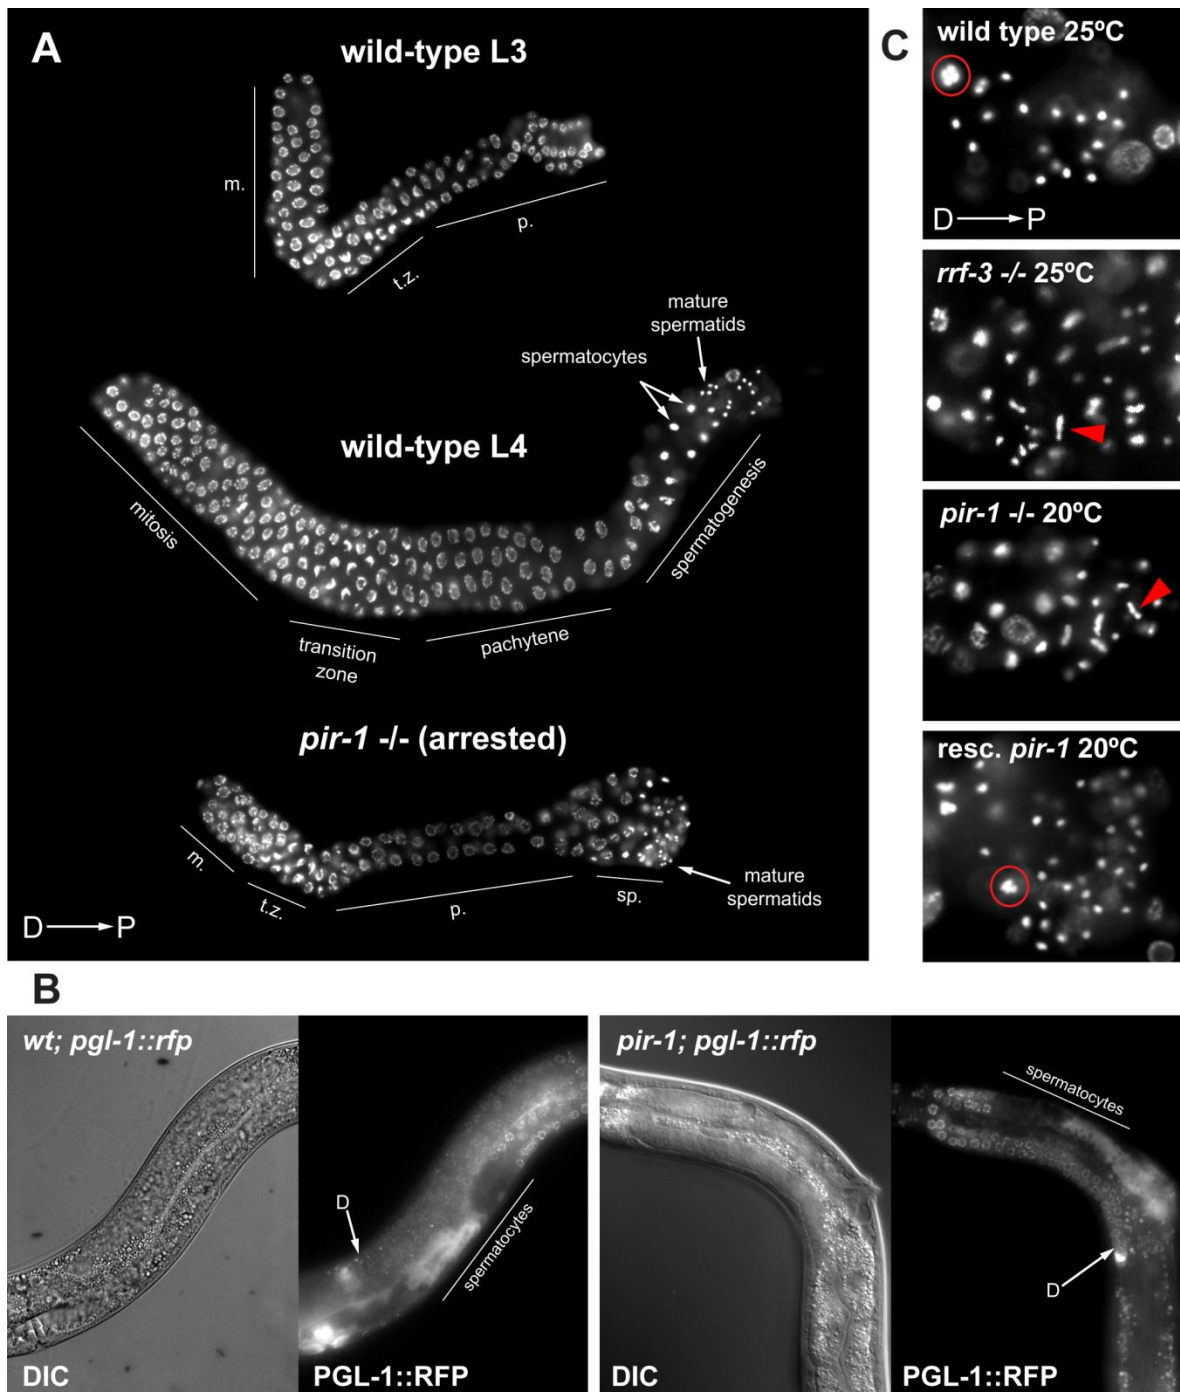 A
wild-type L3
m.
t.z.
p.
mature
spermatids
spermatocytes
wild-type L4
mitosis
transition
zone
pachytene
spermatogenesis
pir-1 -/- (arrested)
m.
t.z.
p.
sp.
mature
spermatids
D P
C
wild type 25ºC
D P
rrf-3 -/- 25ºC
pir-1 -/- 20ºC
resc. pir-1 20ºC
B
wt; pgl-1::rfp
D
spermatocytes
DIC
PGL-1::RFP
pir-1; pgl-1::rfp
spermatocytes
D
DIC
PGL-1::RFP